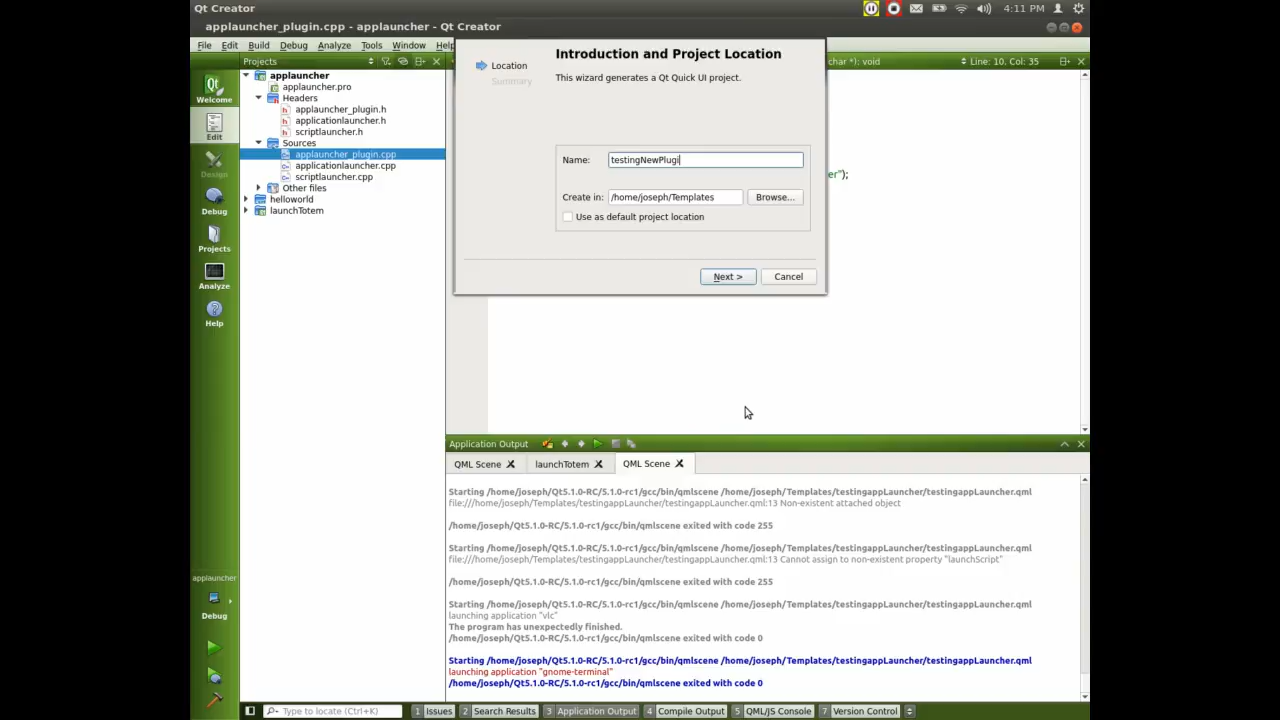 Qt Creator
4:11 PM
applauncher_plugin.cpp - applauncher - Qt Creator
File Edit Build Debug Analyze Tools Window Help
Projects
char *): void
Line: 10, Col: 35
Welcome
Edit
Design
Debug
Projects
Analyze
Help
applauncher
Debug
applauncher
applauncher.pro
Headers
applauncher_plugin.h
applicationlauncher.h
scriptlauncher.h
Sources
applauncher_plugin.cpp
applicationlauncher.cpp
scriptlauncher.cpp
Other files
helloworld
launchTotem
er");
Introduction and Project Location
Location
Summary
This wizard generates a Qt Quick UI project.
Name: testingNewPlugi
Create in: /home/joseph/Templates Browse...
Use as default project location
Next > Cancel
Application Output
QML Scene launchTotem QML Scene
Starting /home/joseph/Qt5.1.0-RC/5.1.0-rc1/gcc/bin/qmlscene /home/joseph/Templates/testingappLauncher/testingappLauncher.qml
file:///home/joseph/Templates/testingappLauncher/testingappLauncher.qml:13 Non-existent attached object
/home/joseph/Qt5.1.0-RC/5.1.0-rc1/gcc/bin/qmlscene exited with code 255
Starting /home/joseph/Qt5.1.0-RC/5.1.0-rc1/gcc/bin/qmlscene /home/joseph/Templates/testingappLauncher/testingappLauncher.qml
file:///home/joseph/Templates/testingappLauncher/testingappLauncher.qml:13 Cannot assign to non-existent property "launchScript"
/home/joseph/Qt5.1.0-RC/5.1.0-rc1/gcc/bin/qmlscene exited with code 255
Starting /home/joseph/Qt5.1.0-RC/5.1.0-rc1/gcc/bin/qmlscene /home/joseph/Templates/testingappLauncher/testingappLauncher.qml
launching application "vlc"
The program has unexpectedly finished.
/home/joseph/Qt5.1.0-RC/5.1.0-rc1/gcc/bin/qmlscene exited with code 0
Starting /home/joseph/Qt5.1.0-RC/5.1.0-rc1/gcc/bin/qmlscene /home/joseph/Templates/testingappLauncher/testingappLauncher.qml
launching application "gnome-terminal"
/home/joseph/Qt5.1.0-RC/5.1.0-rc1/gcc/bin/qmlscene exited with code 0
Type to locate (Ctrl+K) 1 Issues 2 Search Results 3 Application Output 4 Compile Output 5 QML/JS Console 7 Version Control